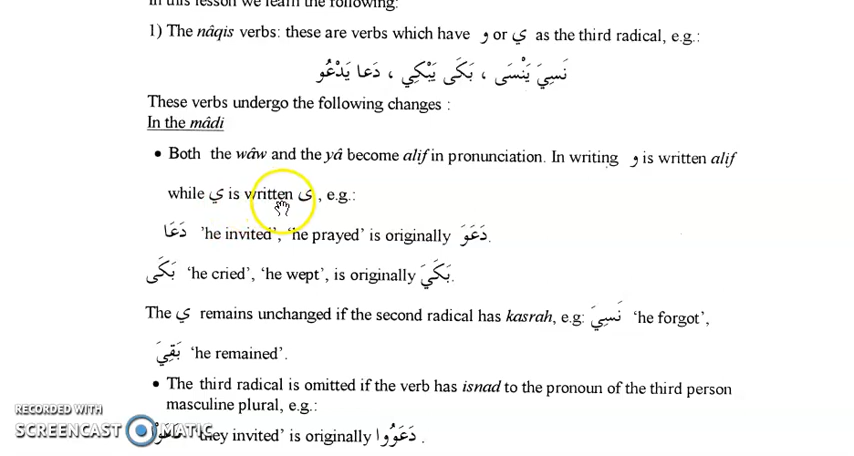 In this lesson we learn the following:
1) The nâqis verbs: these are verbs which have و or ي as the third radical, e.g.:
نَسِيَ يَنْسَى ، بَكَى يَبْكِي ، دَعا يَدْعُو
These verbs undergo the following changes :
In the mâdi
• Both the wâw and the yâ become alif in pronunciation. In writing و is written alif
while ي is written ى , e.g.:
دَعَا 'he invited', 'he prayed' is originally دَعَوَ.
بَكَى 'he cried', 'he wept', is originally بَكَيَ.
The ي remains unchanged if the second radical has kasrah, e.g: نَسِيَ 'he forgot',
بَقِيَ 'he remained'.
• The third radical is omitted if the verb has isnad to the pronoun of the third person
masculine plural, e.g.:
'they invited' is originally دَعَوُوا .
RECORDED WITH
SCREENCAST MATIC